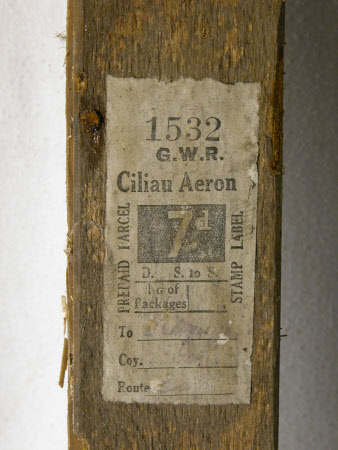 1532
G.W.R.
Ciliau Aeron
PREPAID PARCEL
7d
STAMP LABEL
D. S. to S.
No of
Packages
To
Coy.
Route